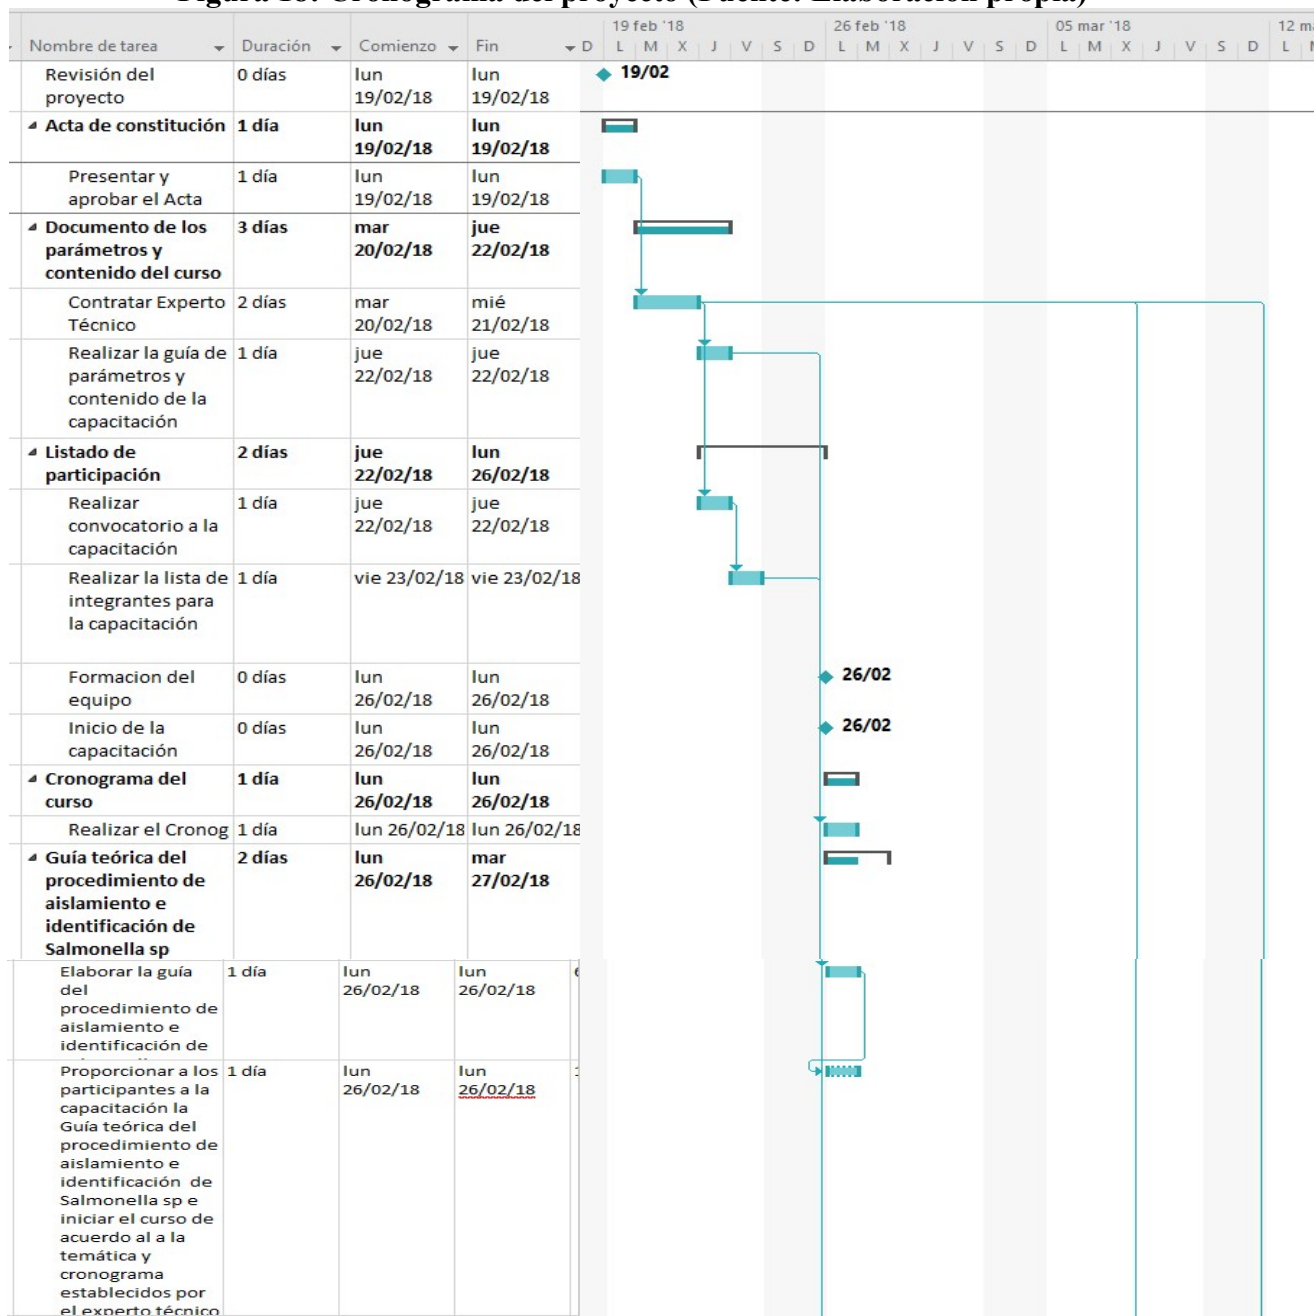 Figura 18: Cronograma del proyecto (Fuente: Elaboración propia)
19 feb '18 26 feb '18 05 mar '18 12 ma
Nombre de tarea Duración Comienzo Fin D L M X J V S D L M X J V S D L M X J V S D L M
Revisión del 0 días lun lun 19/02
proyecto 19/02/18 19/02/18
Acta de constitución 1 día lun lun
19/02/18 19/02/18
Presentar y 1 día lun lun
aprobar el Acta 19/02/18 19/02/18
Documento de los 3 días mar jue
parámetros y 20/02/18 22/02/18
contenido del curso
Contratar Experto 2 días mar mié
Técnico 20/02/18 21/02/18
Realizar la guía de 1 día jue jue
parámetros y 22/02/18 22/02/18
contenido de la
capacitación
Listado de 2 días jue lun
participación 22/02/18 26/02/18
Realizar 1 día jue jue
convocatorio a la 22/02/18 22/02/18
capacitación
Realizar la lista de 1 día vie 23/02/18 vie 23/02/18
integrantes para
la capacitación
Formacion del 0 días lun lun 26/02
equipo 26/02/18 26/02/18
Inicio de la 0 días lun lun 26/02
capacitación 26/02/18 26/02/18
Cronograma del 1 día lun lun
curso 26/02/18 26/02/18
Realizar el Cronog 1 día lun 26/02/18 lun 26/02/18
Guía teórica del 2 días lun mar
procedimiento de 26/02/18 27/02/18
aislamiento e
identificación de
Salmonella sp
Elaborar la guía 1 día lun lun
del 26/02/18 26/02/18
procedimiento de
aislamiento e
identificación de
Proporcionar a los 1 día lun lun
participantes a la 26/02/18 26/02/18
capacitación la
Guía teórica del
procedimiento de
aislamiento e
identificación de
Salmonella sp e
iniciar el curso de
acuerdo al a la
temática y
cronograma
establecidos por
el experto técnico